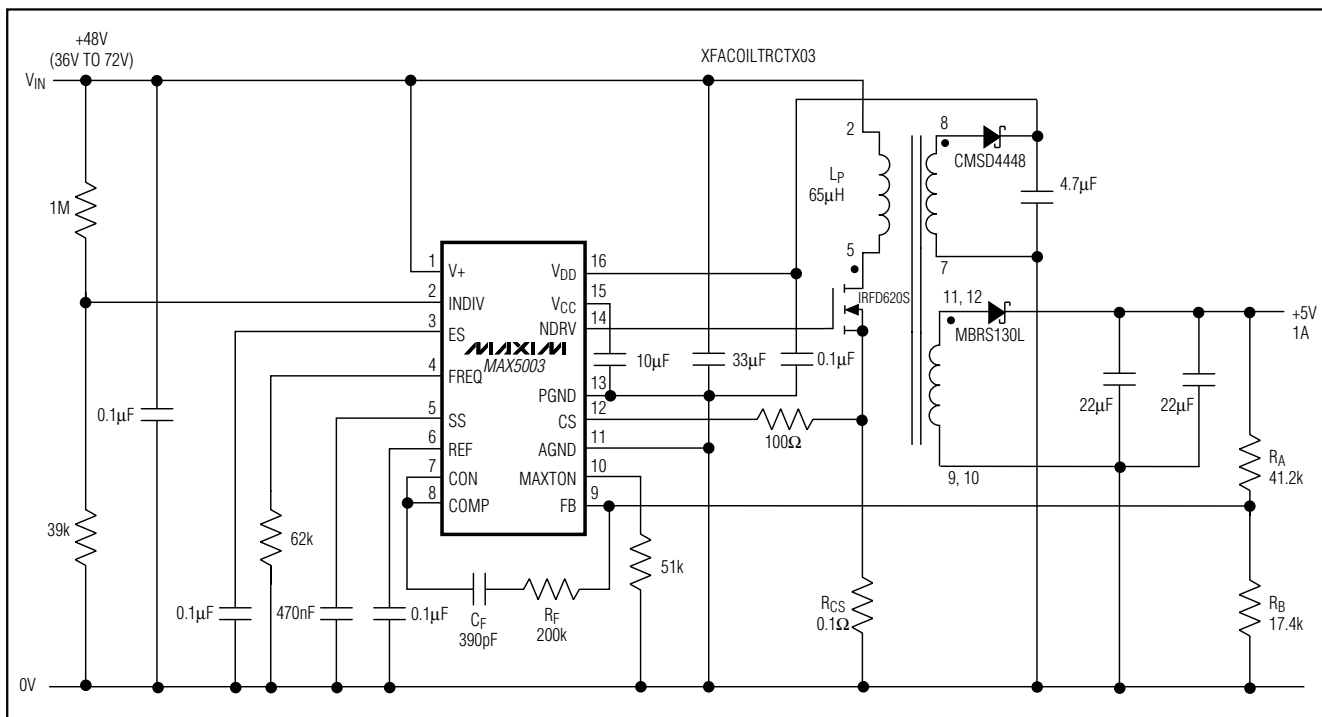 +48V
(36V TO 72V)
XFACOILTRCTX03
VIN
2
8
CMSD4448
LP
65µH
4.7µF
1M
5
7
1
V+
VDD
16
2
INDIV
VCC
15
IRFD620S
11, 12
MBRS130L
+5V
1A
3
ES
NDRV
14
MAXIM
MAX5003
10µF
33µF
0.1µF
4
FREQ
PGND
13
22µF
22µF
0.1µF
5
SS
CS
12
100Ω
6
REF
AGND
11
7
CON
MAXTON
10
9, 10
RA
41.2k
8
COMP
FB
9
39k
62k
51k
0.1µF
470nF
0.1µF
CF
390pF
RF
200k
RCS
0.1Ω
RB
17.4k
0V